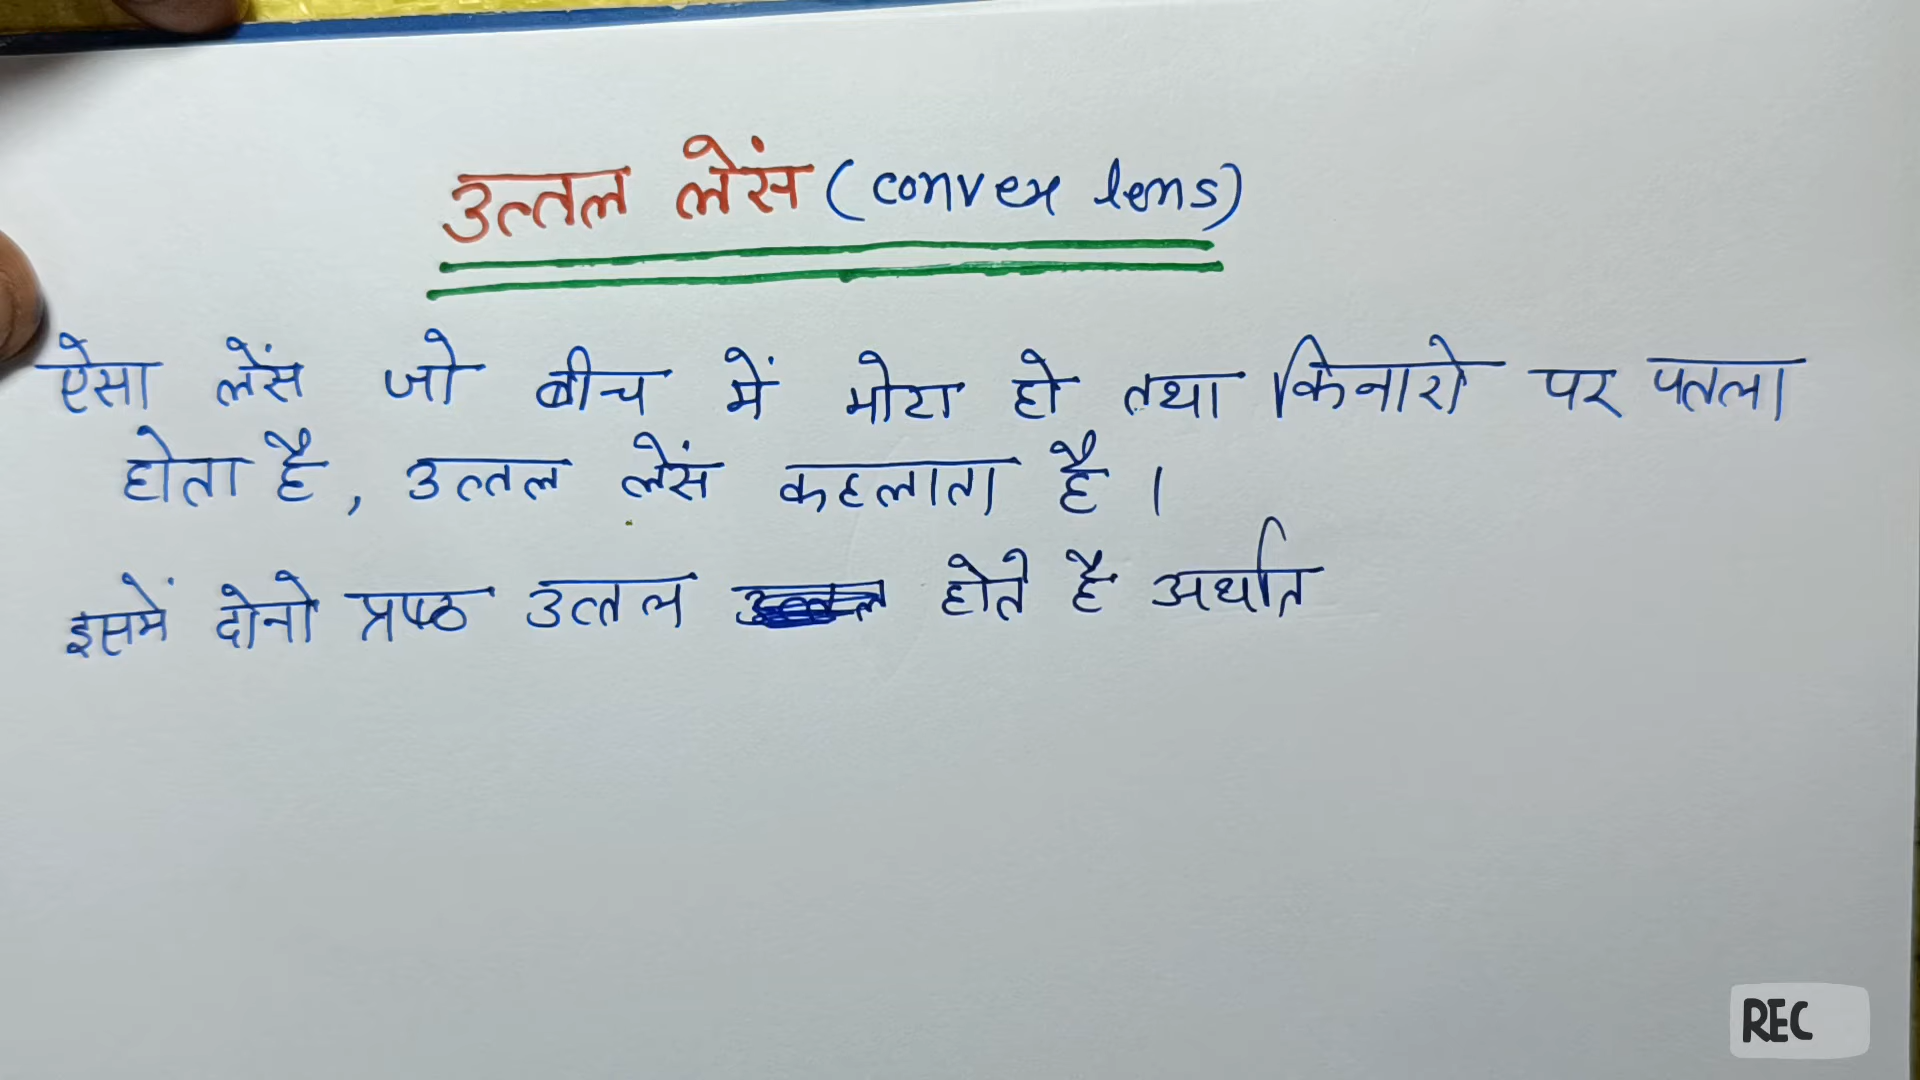 उत्तल लेंस (convex lens)
ऐसा लेंस जो बीच में मोटा हो तथा किनारो पर पतला
होता है, उत्तल लेंस कहलाता है ।
इसमें दोनो प्रष्ठ उत्तल होते है अर्थात
REC